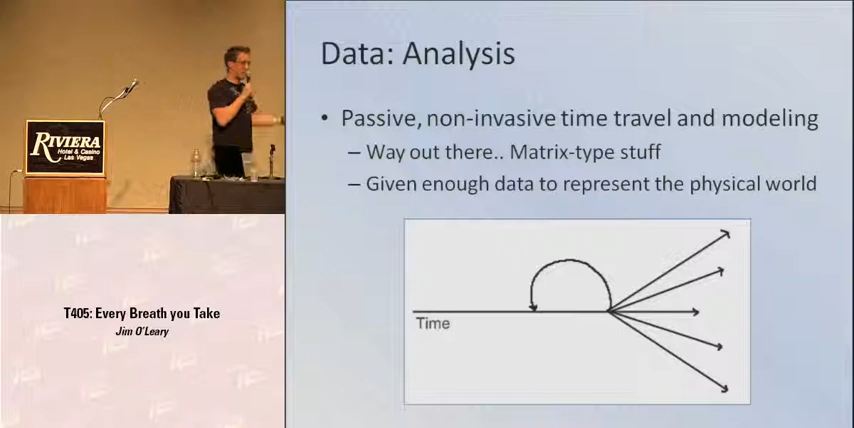 RIVIERA
Hotel & Casino
Las Vegas
T405: Every Breath you Take
Jim O'Leary
Data: Analysis
• Passive, non-invasive time travel and modeling
– Way out there.. Matrix-type stuff
– Given enough data to represent the physical world
Time